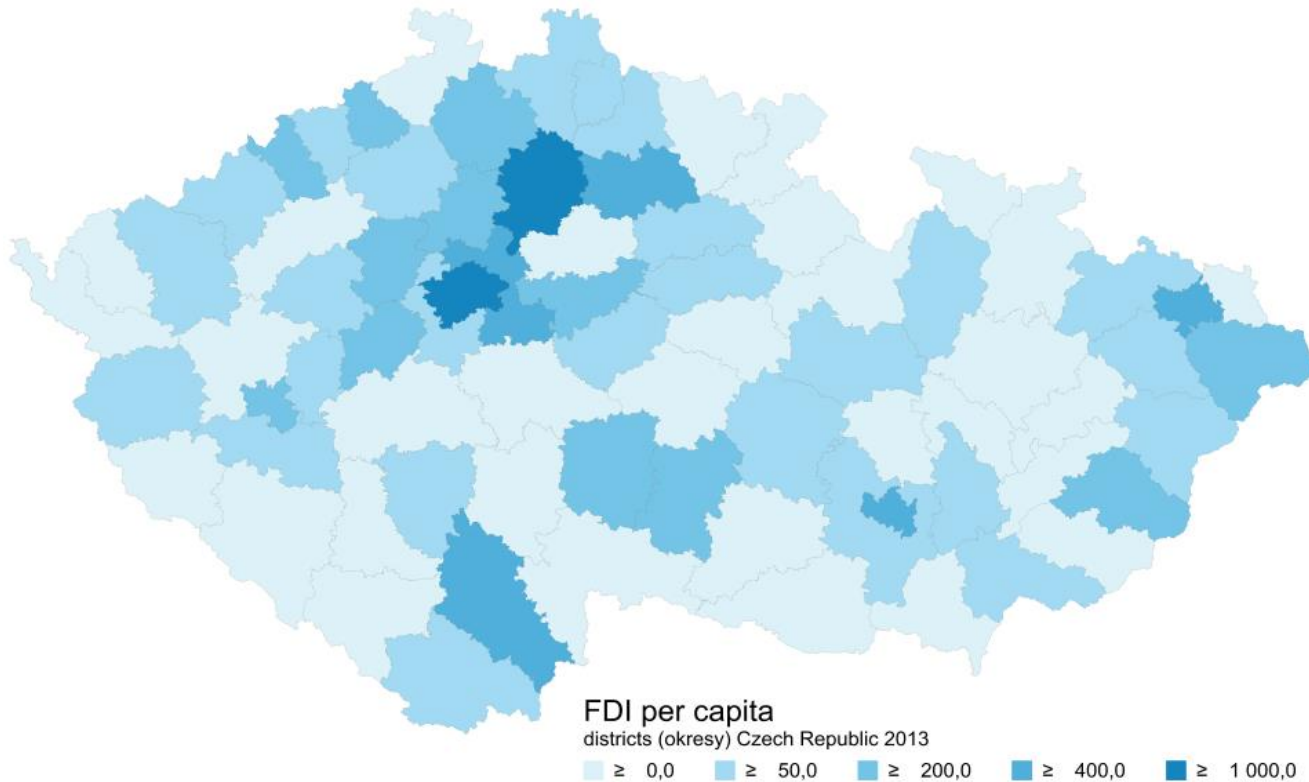 FDI per capita
districts (okresy) Czech Republic 2013
≥ 0,0 ≥ 50,0 ≥ 200,0 ≥ 400,0 ≥ 1 000,0